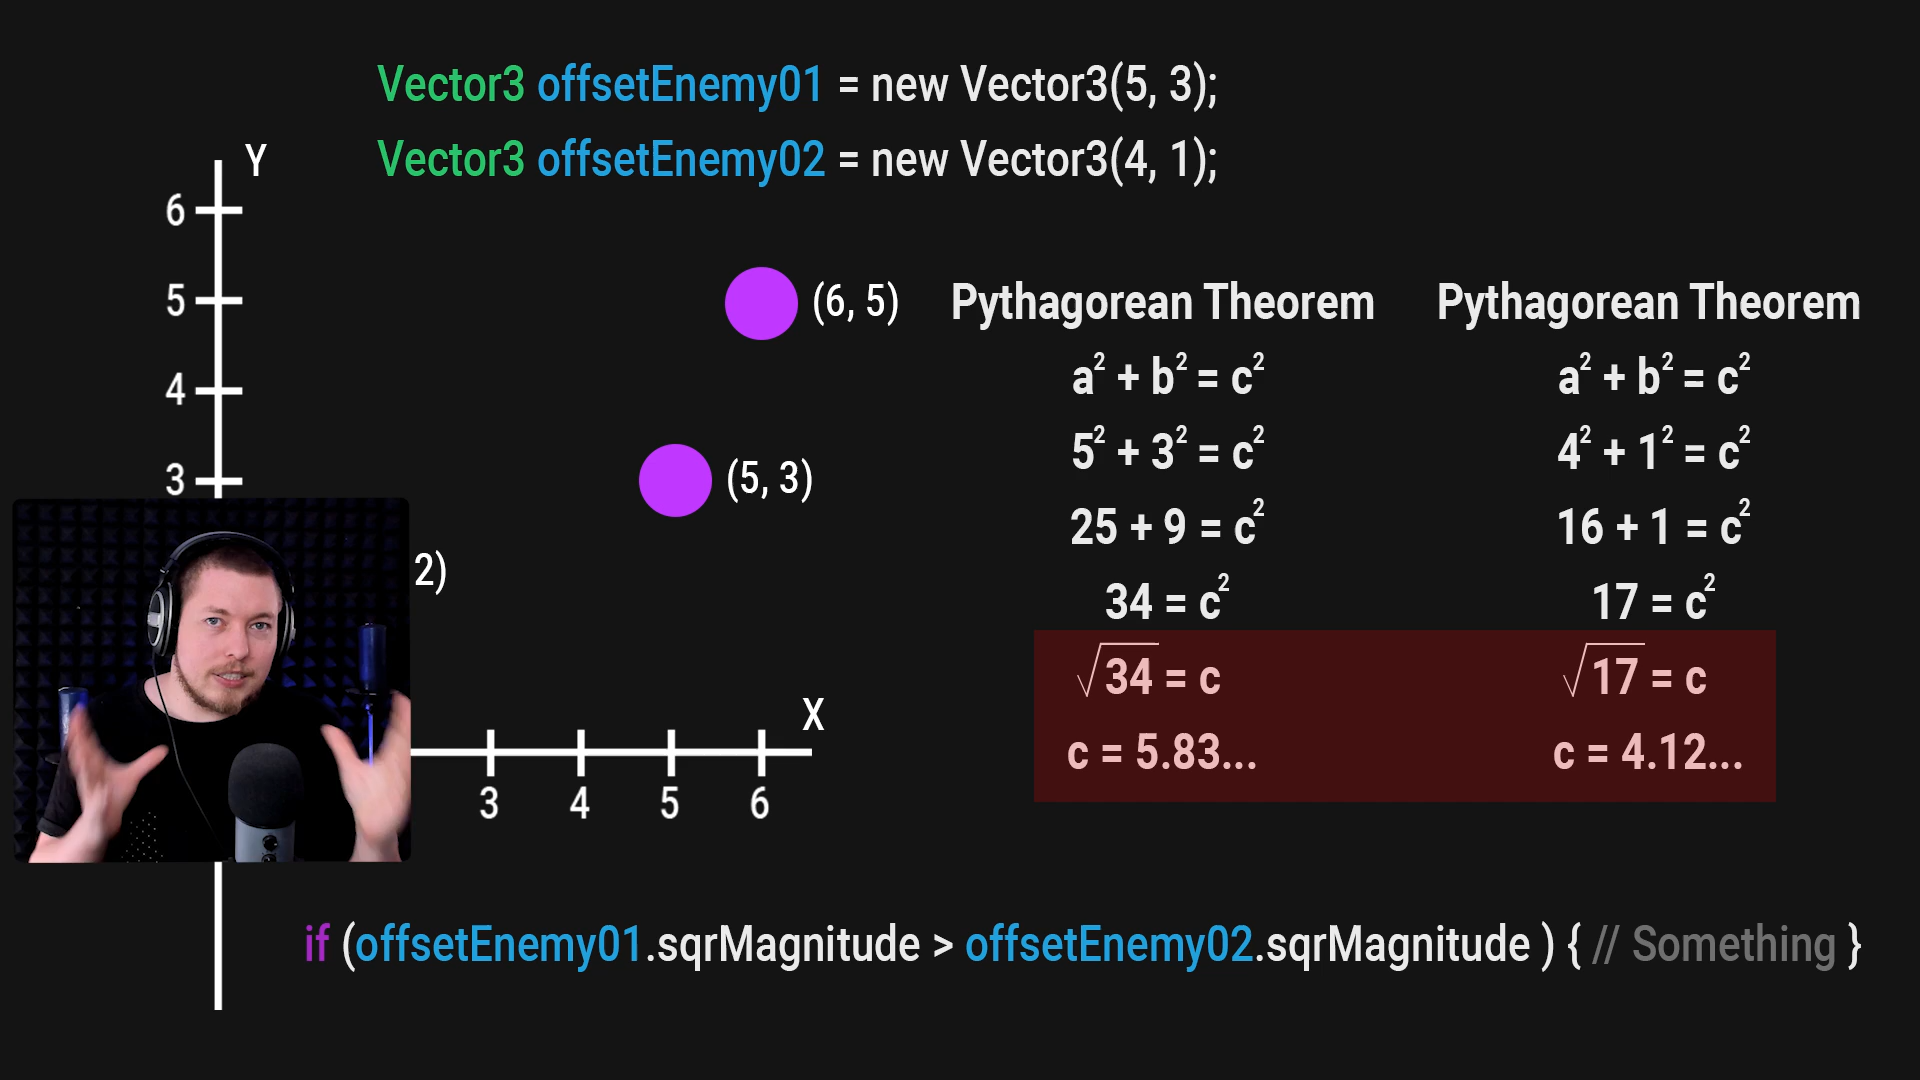 Vector3 offsetEnemy01 = new Vector3(5, 3);
Vector3 offsetEnemy02 = new Vector3(4, 1);
Y
6
5
4
3
(6, 5)
(5, 3)
2)
X
3 4 5 6
Pythagorean Theorem
a² + b² = c²
5² + 3² = c²
25 + 9 = c²
34 = c²
√34 = c
c = 5.83...
Pythagorean Theorem
a² + b² = c²
4² + 1² = c²
16 + 1 = c²
17 = c²
√17 = c
c = 4.12...
if (offsetEnemy01.sqrMagnitude > offsetEnemy02.sqrMagnitude ) { // Something }